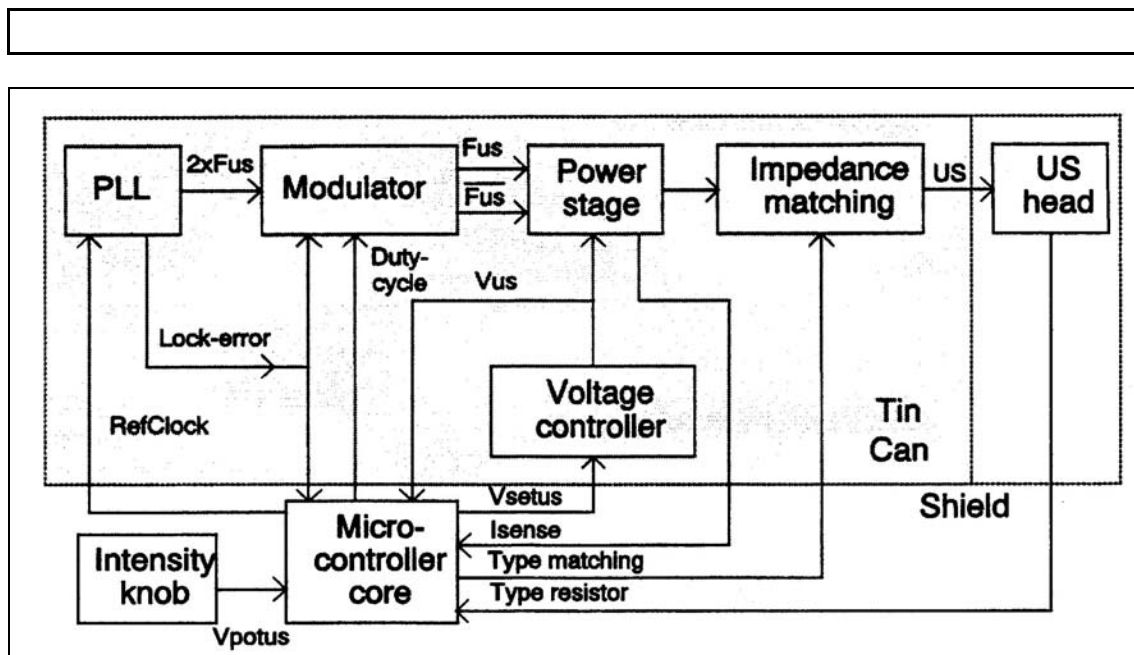 PLL
2xFus
Modulator
Fus
Fus
Power
stage
Impedance
matching
US
US
head
Duty-
cycle
Vus
Lock-error
RefClock
Voltage
controller
Tin
Can
Shield
Vsetus
Isense
Type matching
Type resistor
Micro-
controller
core
Intensity
knob
Vpotus